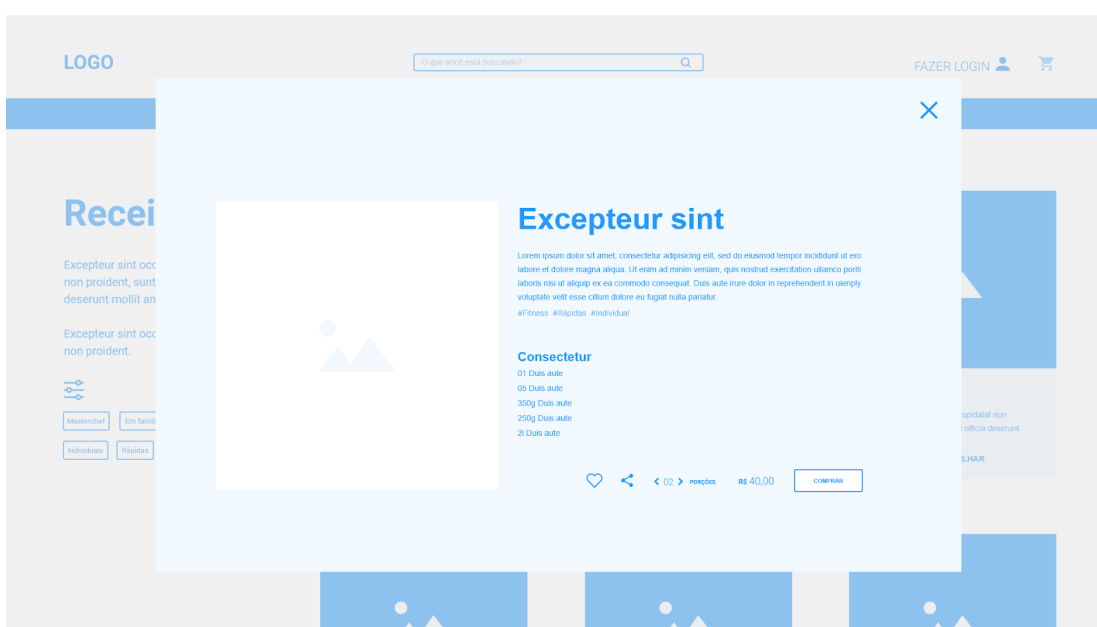 LOGO
O que você está buscando?
FAZER LOGIN
Recei
Excepteur sint occ
non proident, sunt
deserunt mollit an
Excepteur sint occ
non proident.
Masterchef
Em famíli
Individuais
Rápidas
Excepteur sint
Lorem ipsum dolor sit amet, consectetur adipisicing elit, sed do eiusmod tempor incididunt ut ero
labore et dolore magna aliqua. Ut enim ad minim veniam, quis nostrud exercitation ullamco poriti
laboris nisi ut aliquip ex ea commodo consequat. Duis aute irure dolor in reprehenderit in uienply
voluptate velit esse cillum dolore eu fugiat nulla pariatur.
#Fitness #Rápidas #Individual
Consectetur
01 Duis aute
05 Duis aute
350g Duis aute
250g Duis aute
2l Duis aute
02 PORÇÕES
R$ 40,00
COMPRAR
cupidatat non
officia deserunt
ILHAR